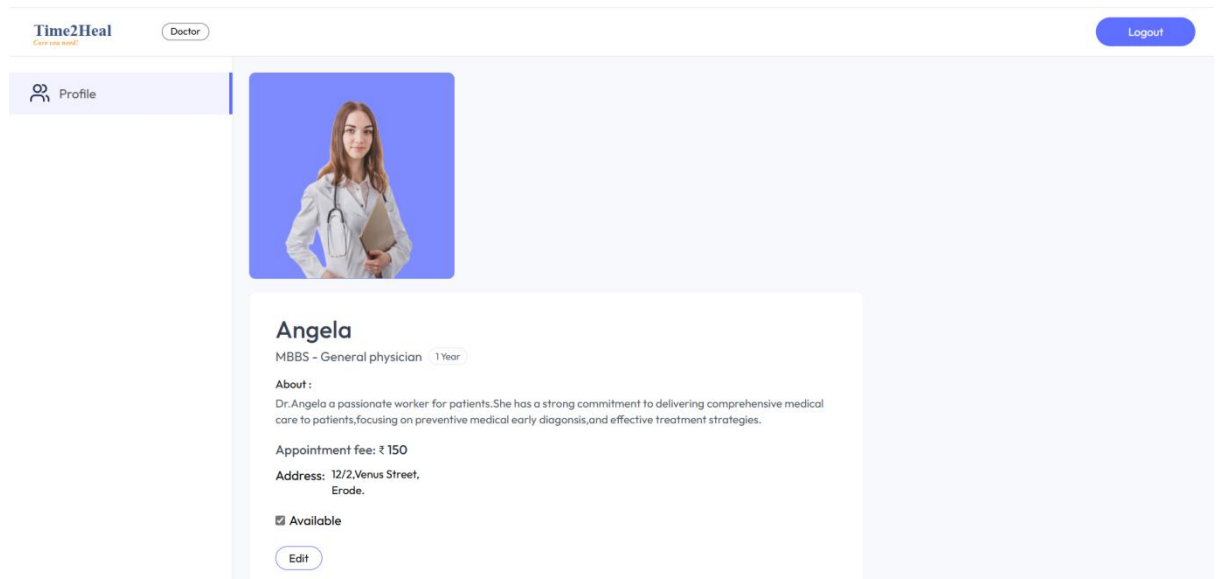 Time2Heal
Care you need!
Doctor
Logout
Profile
Angela
MBBS - General physician 1 Year
About :
Dr.Angela a passionate worker for patients.She has a strong commitment to delivering comprehensive medical
care to patients,focusing on preventive medical early diagonsis,and effective treatment strategies.
Appointment fee: ₹ 150
Address: 12/2,Venus Street,
Erode.
Available
Edit